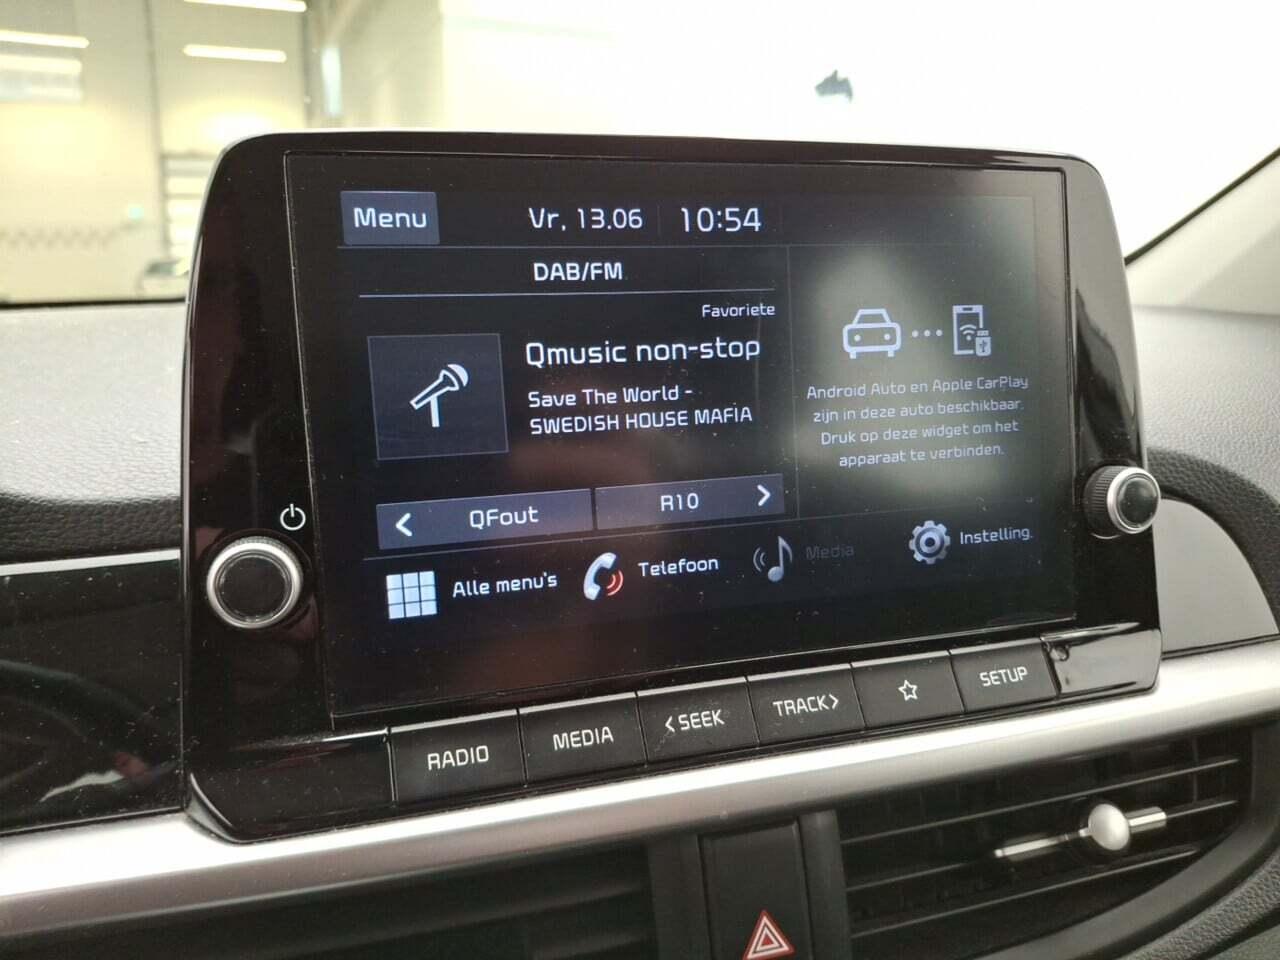 Menu
Vr, 13.06
10:54
DAB/FM
Favoriete
Qmusic non-stop
Save The World -
SWEDISH HOUSE MAFIA
QFout
R10
Android Auto en Apple CarPlay
zijn in deze auto beschikbaar.
Druk op deze widget om het
apparaat te verbinden.
Alle menu's
Telefoon
Media
Instelling.
RADIO
MEDIA
<SEEK
TRACK>
SETUP